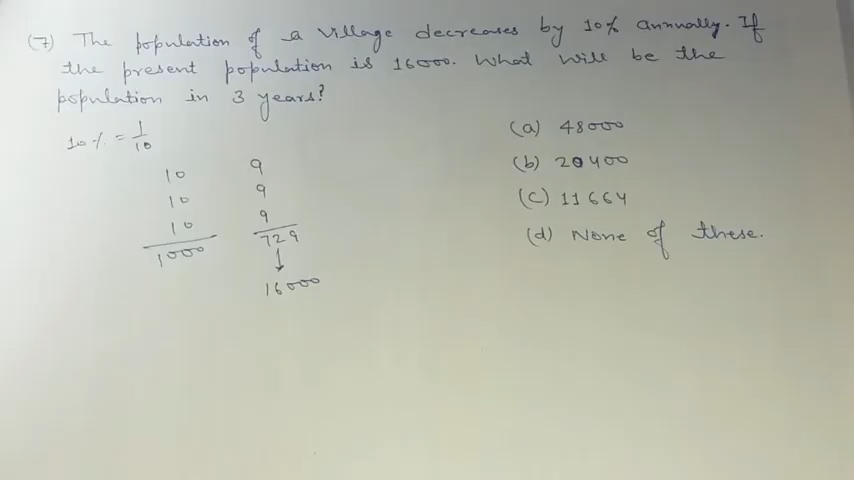 (7) The population of a village decreases by 10% annually. If
the present population is 16000. What will be the
population in 3 years?
10% = 1/10
(a) 48000
(b) 20400
(c) 11664
(d) None of these.
10 9
10 9
10 9
1000 729
↓
16000